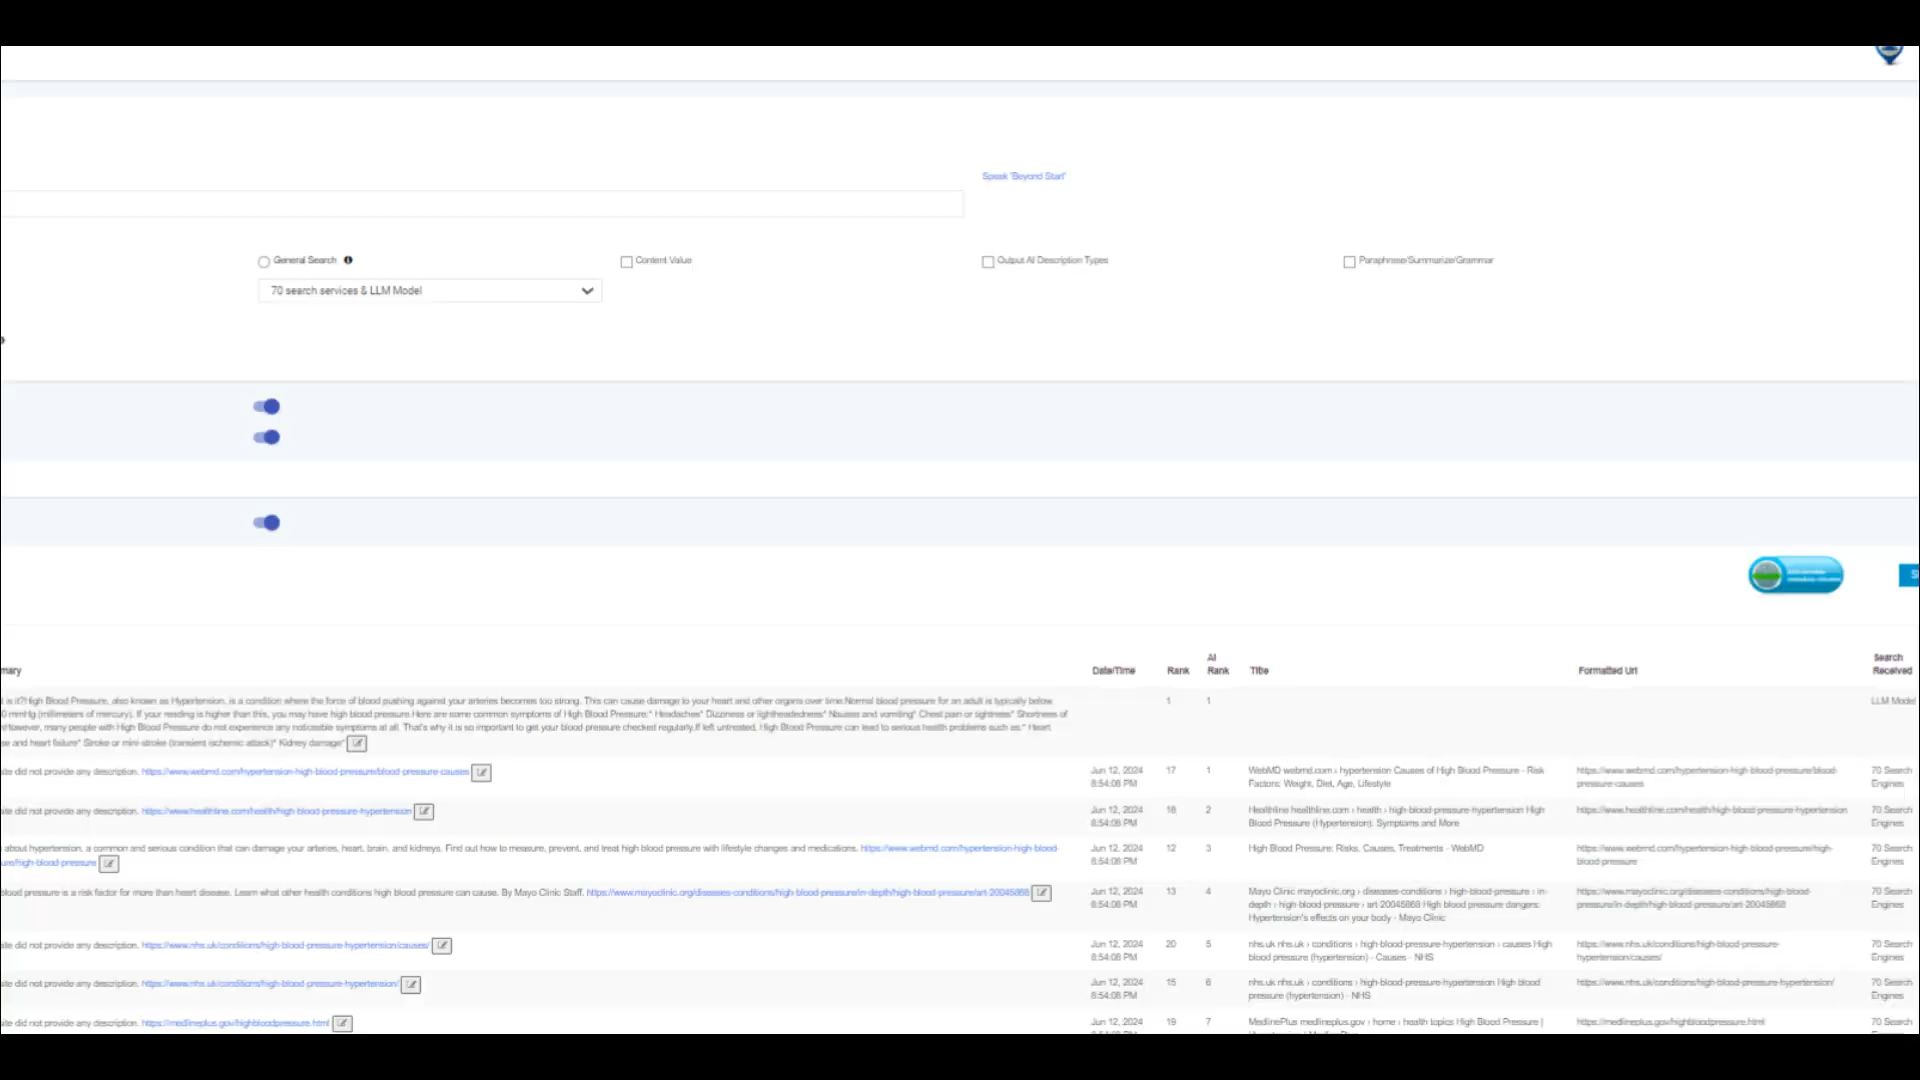 Speak 'Beyond Start'
General Search
Content Value
Output AI Description Types
Paraphrase/Summarize/Grammar
70 search services & LLM Model
mary
Date/Time
Rank
AI
Rank
Title
Formatted Url
Search
Received
is it?High Blood Pressure, also known as Hypertension, is a condition where the force of blood pushing against your arteries becomes too strong. This can cause damage to your heart and other organs over time.Normal blood pressure for an adult is typically below
0 mmHg (millimeters of mercury). If your reading is higher than this, you may have high blood pressure.Here are some common symptoms of High Blood Pressure:* Headaches* Dizziness or lightheadedness* Nausea and vomiting* Chest pain or tightness* Shortness of
However, many people with High Blood Pressure do not experience any noticeable symptoms at all. That's why it is so important to get your blood pressure checked regularly.If left untreated, High Blood Pressure can lead to serious health problems such as:* Heart
se and heart failure* Stroke or mini-stroke (transient ischemic attack)* Kidney damage*
1
1
LLM Model
site did not provide any description. https://www.webmd.com/hypertension-high-blood-pressure/blood-pressure-causes
Jun 12, 2024
8:54:08 PM
17
1
WebMD webmd.com › hypertension Causes of High Blood Pressure - Risk
Factors: Weight, Diet, Age, Lifestyle
https://www.webmd.com/hypertension-high-blood-pressure/blood-
pressure-causes
70 Search
Engines
site did not provide any description. https://www.healthline.com/health/high-blood-pressure-hypertension
Jun 12, 2024
8:54:08 PM
18
2
Healthline healthline.com › health › high-blood-pressure-hypertension High
Blood Pressure (Hypertension): Symptoms and More
https://www.healthline.com/health/high-blood-pressure-hypertension
70 Search
Engines
about hypertension, a common and serious condition that can damage your arteries, heart, brain, and kidneys. Find out how to measure, prevent, and treat high blood pressure with lifestyle changes and medications. https://www.webmd.com/hypertension-high-blood-
ure/high-blood-pressure
Jun 12, 2024
8:54:08 PM
12
3
High Blood Pressure: Risks, Causes, Treatments - WebMD
https://www.webmd.com/hypertension-high-blood-pressure/high-
blood-pressure
70 Search
Engines
blood pressure is a risk factor for more than heart disease. Learn what other health conditions high blood pressure can cause. By Mayo Clinic Staff. https://www.mayoclinic.org/diseases-conditions/high-blood-pressure/in-depth/high-blood-pressure/art-20045868
Jun 12, 2024
8:54:08 PM
13
4
Mayo Clinic mayoclinic.org › diseases-conditions › high-blood-pressure › in-
depth › high-blood-pressure › art-20045868 High blood pressure dangers:
Hypertension's effects on your body - Mayo Clinic
https://www.mayoclinic.org/diseases-conditions/high-blood-
pressure/in-depth/high-blood-pressure/art-20045868
70 Search
Engines
site did not provide any description. https://www.nhs.uk/conditions/high-blood-pressure-hypertension/causes/
Jun 12, 2024
8:54:08 PM
20
5
nhs.uk nhs.uk › conditions › high-blood-pressure-hypertension › causes High
blood pressure (hypertension) - Causes - NHS
https://www.nhs.uk/conditions/high-blood-pressure-
hypertension/causes/
70 Search
Engines
site did not provide any description. https://www.nhs.uk/conditions/high-blood-pressure-hypertension/
Jun 12, 2024
8:54:08 PM
15
6
nhs.uk nhs.uk › conditions › high-blood-pressure-hypertension High blood
pressure (hypertension) - NHS
https://www.nhs.uk/conditions/high-blood-pressure-hypertension/
70 Search
Engines
site did not provide any description. https://medlineplus.gov/highbloodpressure.html
Jun 12, 2024
19
7
MedlinePlus medlineplus.gov › home › health topics High Blood Pressure |
https://medlineplus.gov/highbloodpressure.html
70 Search